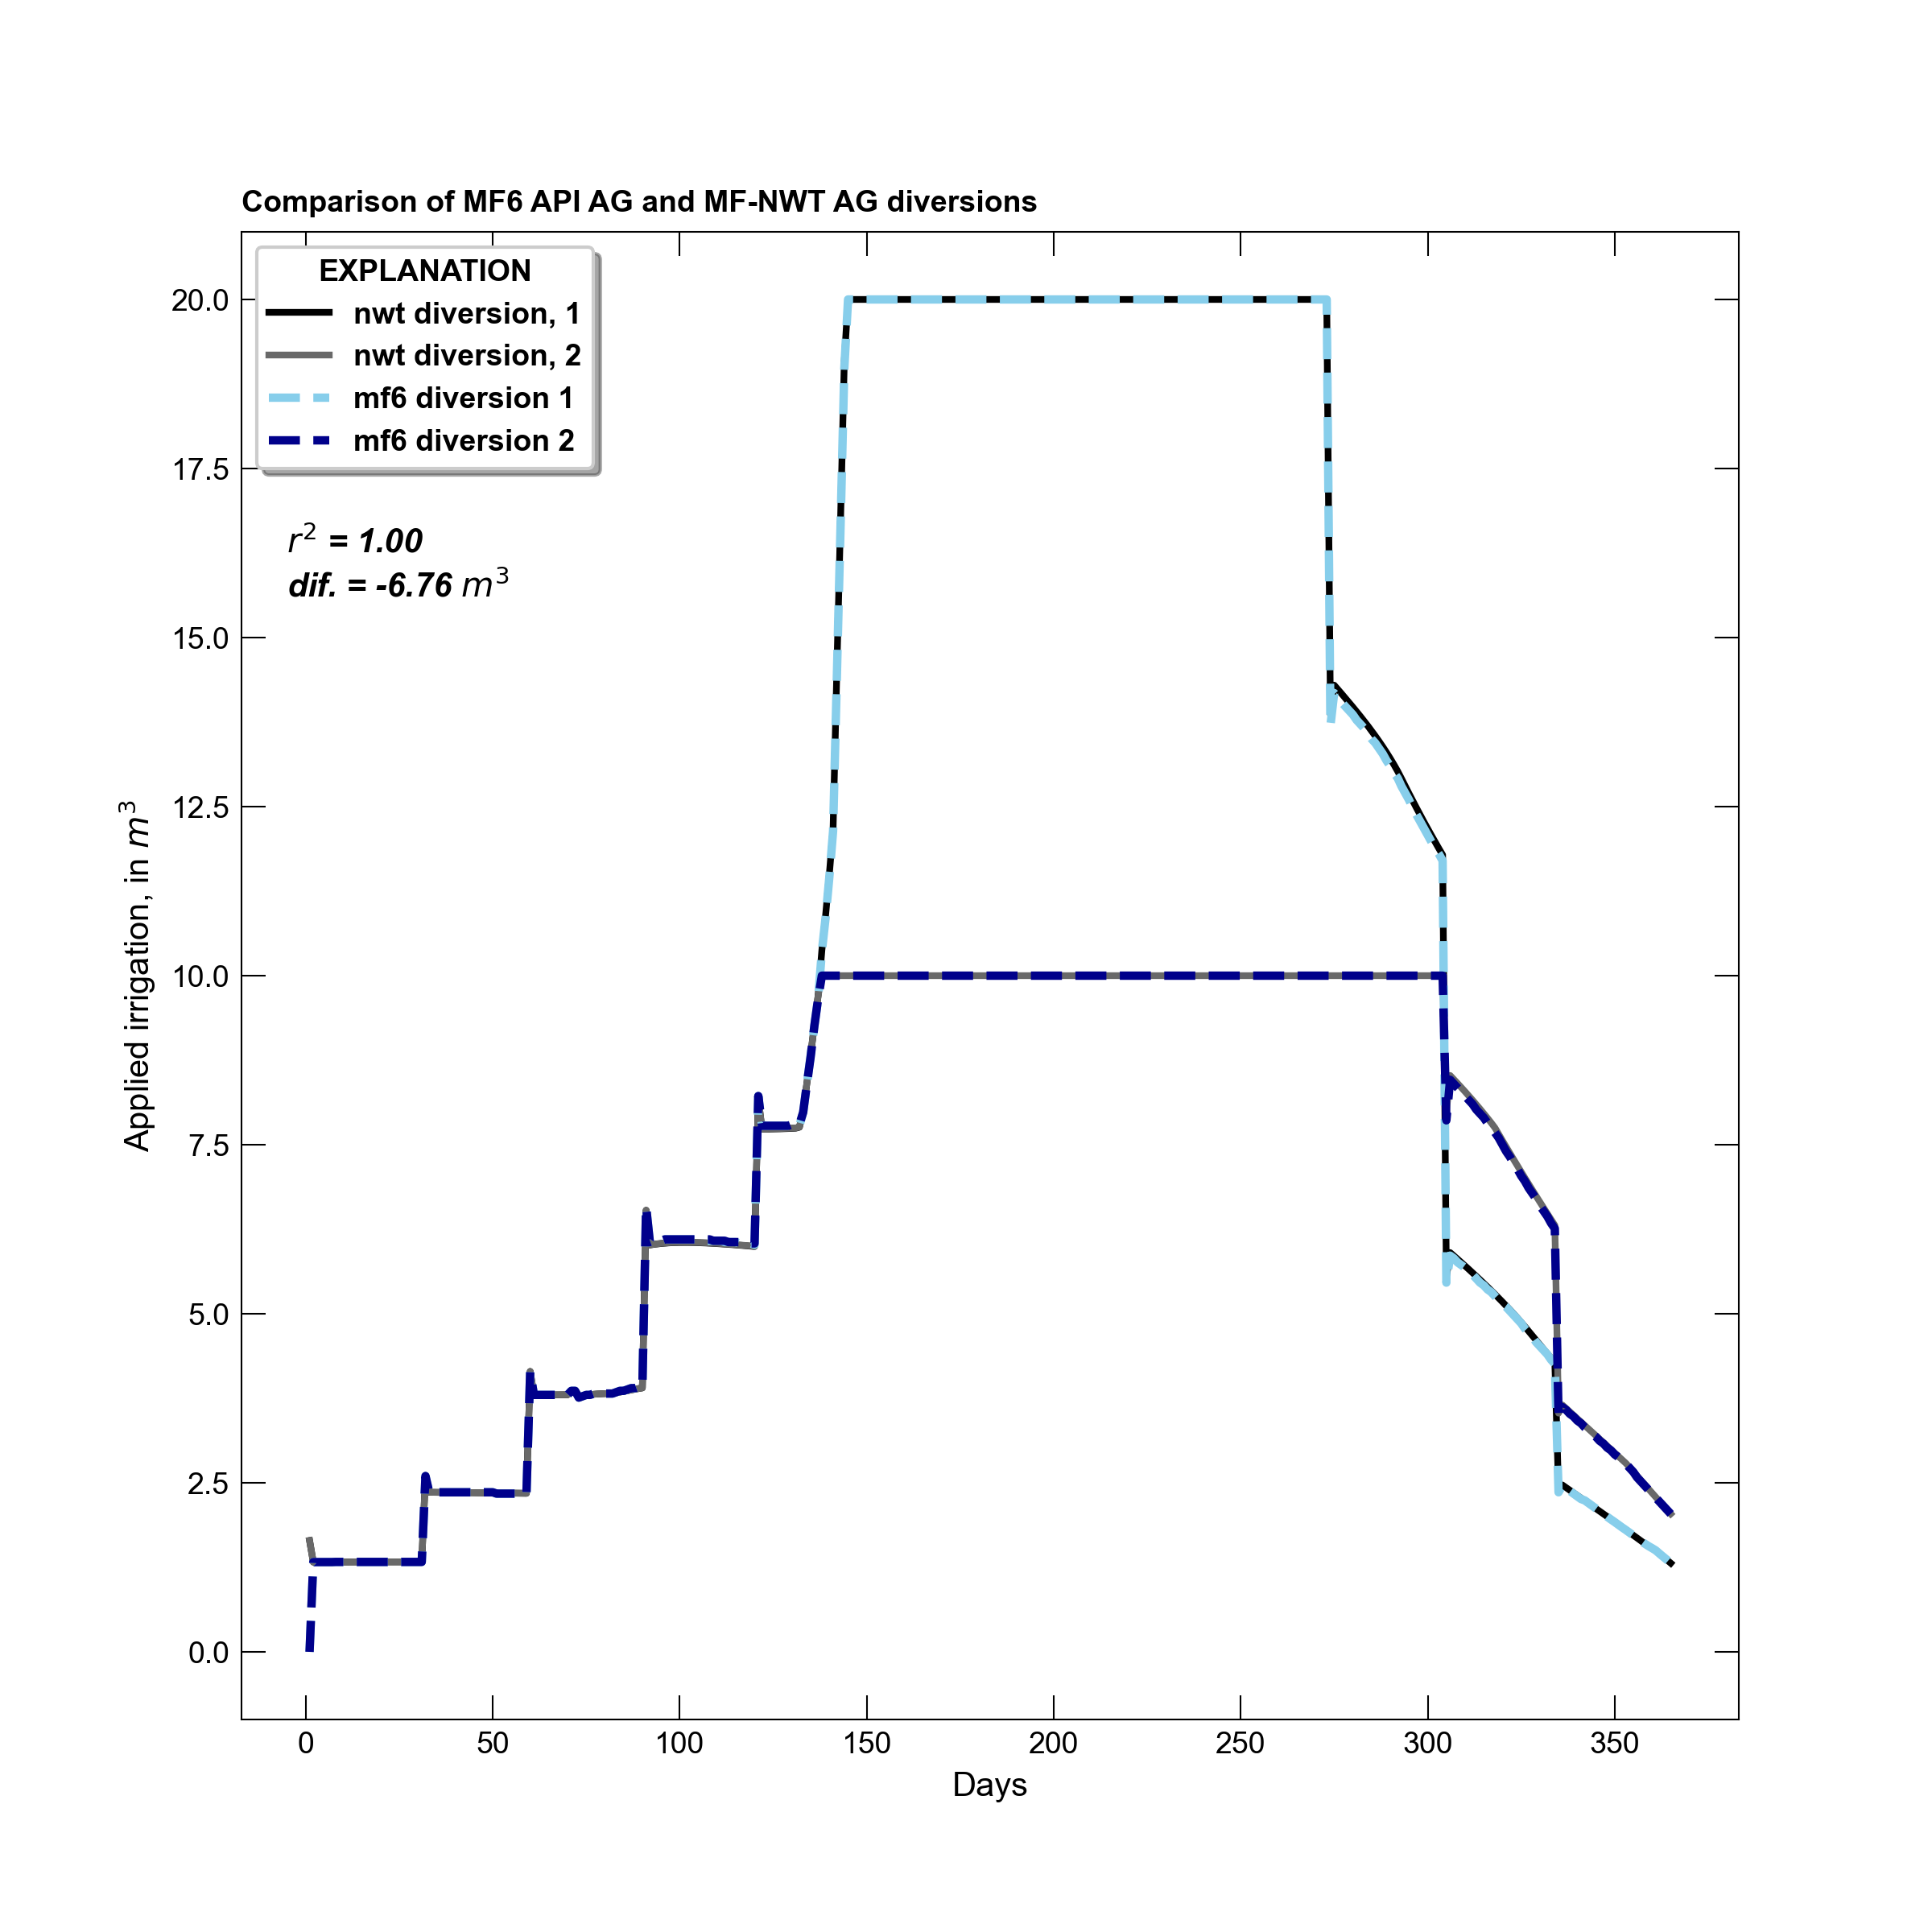 Comparison of MF6 API AG and MF-NWT AG diversions
EXPLANATION
nwt diversion, 1
nwt diversion, 2
mf6 diversion 1
mf6 diversion 2
r² = 1.00
dif. = -6.76 m³
20.0
17.5
15.0
12.5
10.0
7.5
5.0
2.5
0.0
Applied irrigation, in m³
0 50 100 150 200 250 300 350
Days